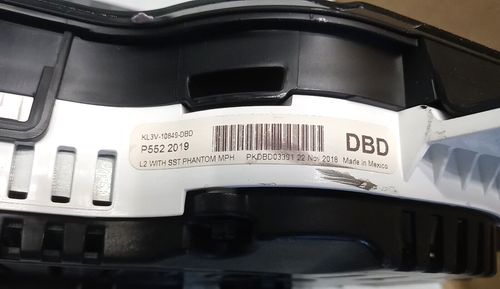 KL3V-10849-DBD
P552 2019
L2 WITH SST PHANTOM MPH
PKDBD03391 22 Nov 2018
DBD
Made in Mexico